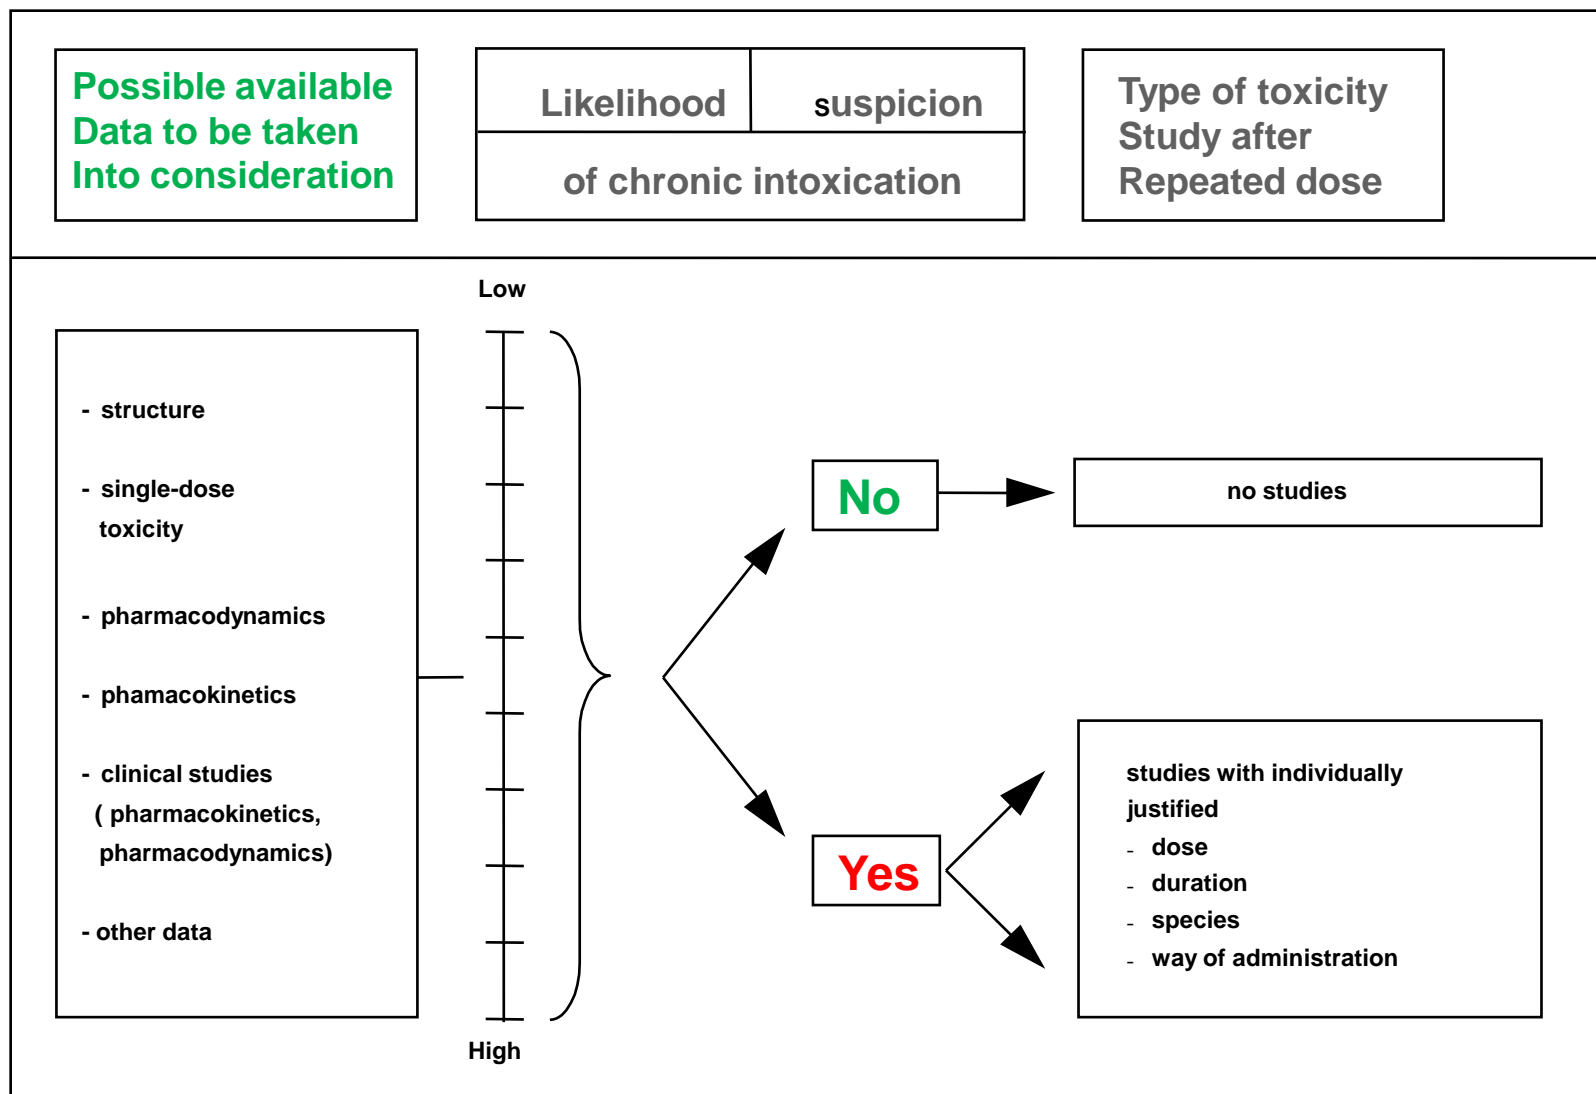 Possible available
Data to be taken
Into consideration
Likelihood
suspicion
of chronic intoxication
Type of toxicity
Study after
Repeated dose
Low
- structure
- single-dose
toxicity
- pharmacodynamics
- phamacokinetics
- clinical studies
( pharmacokinetics,
pharmacodynamics)
- other data
High
No
no studies
Yes
studies with individually
justified
- dose
- duration
- species
- way of administration